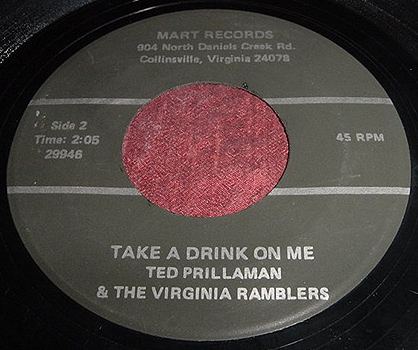 MART RECORDS
904 North Daniels Creek Rd.
Collinsville, Virginia 24078
Side 2
Time: 2:05
29946
45 RPM
TAKE A DRINK ON ME
TED PRILLAMAN
& THE VIRGINIA RAMBLERS